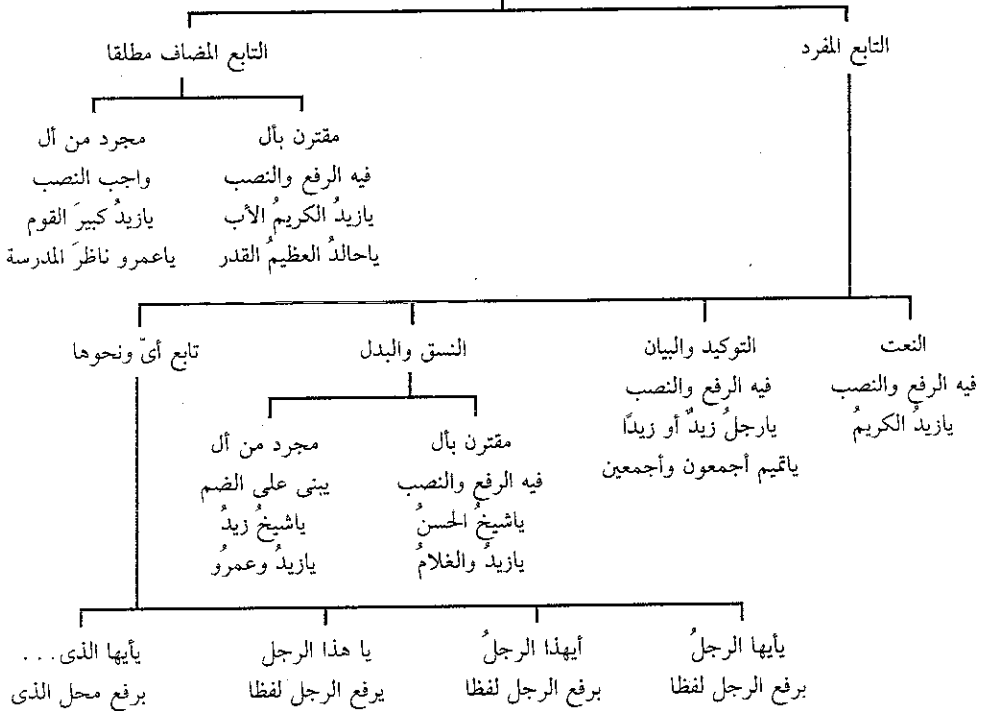 التابع المفرد
التابع المضاف مطلقا
مقترن بأل
فيه الرفع والنصب
يازيدُ الكريمُ الأب
ياحالدُ العظيمُ القدر
مجرد من أل
واجب النصب
يازيدُ كبيرَ القوم
ياعمرو ناظرَ المدرسة
النعت
فيه الرفع والنصب
يازيدُ الكريمُ
التوكيد والبيان
فيه الرفع والنصب
يارجلُ زيدٌ أو زيدًا
ياتميم أجمعون وأجمعين
النسق والبدل
مقترن بأل
فيه الرفع والنصب
ياشيخُ الحسنُ
يازيدُ والغلامُ
مجرد من أل
يبنى على الضم
ياشيخُ زيدُ
يازيدُ وعمرُو
تابع أىّ ونحوها
يأيها الرجلُ
برفع الرجل لفظا
أيهذا الرجلُ
برفع الرجل لفظا
يا هذا الرجل
يرفع الرجل لفظا
يأيها الذى...
برفع محل الذى